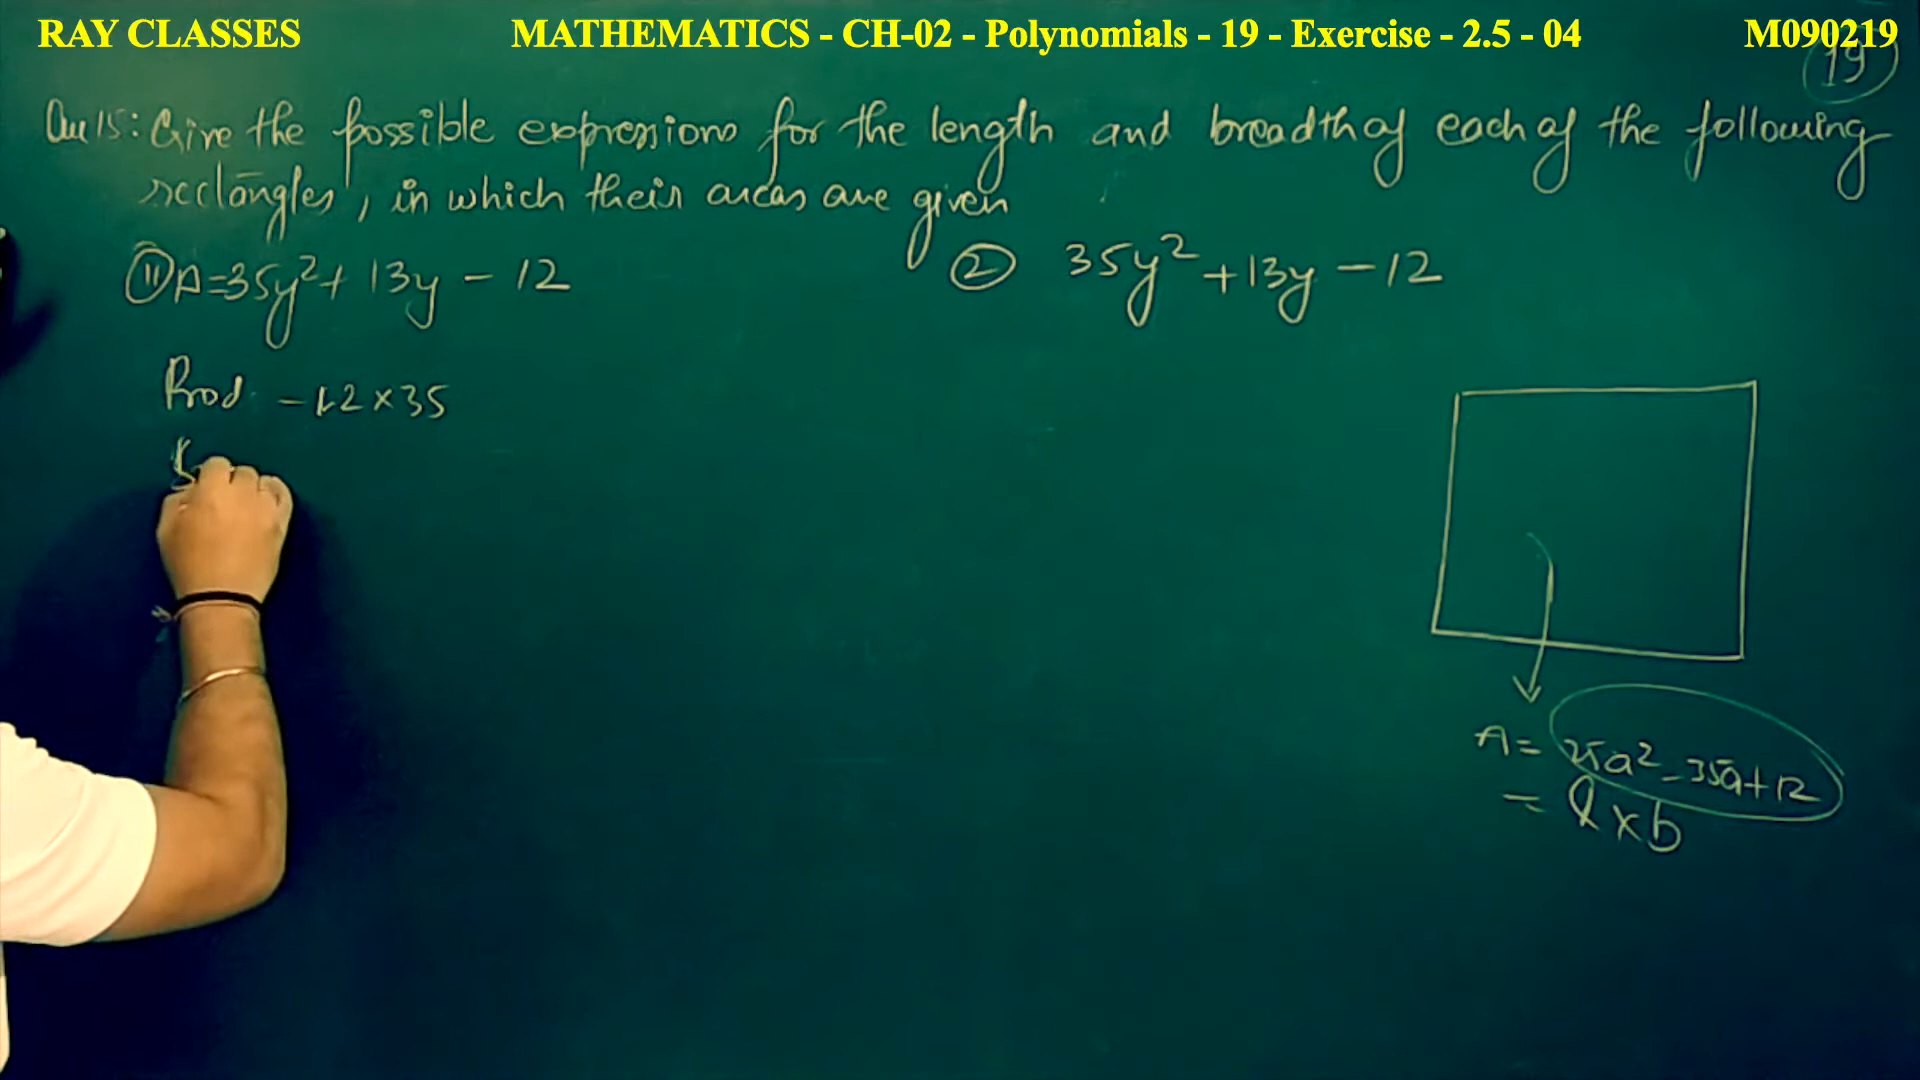 RAY CLASSES MATHEMATICS - CH-02 - Polynomials - 19 - Exercise - 2.5 - 04 M090219
19
Que 15: Give the possible expressions for the length and breadth of each of the following
rectangles, in which their areas are given
(ii) A=35y²+ 13y - 12
② 35y² +13y - 12
Prod. - 12 × 35
A= 25a² - 35a + 12
= l × b